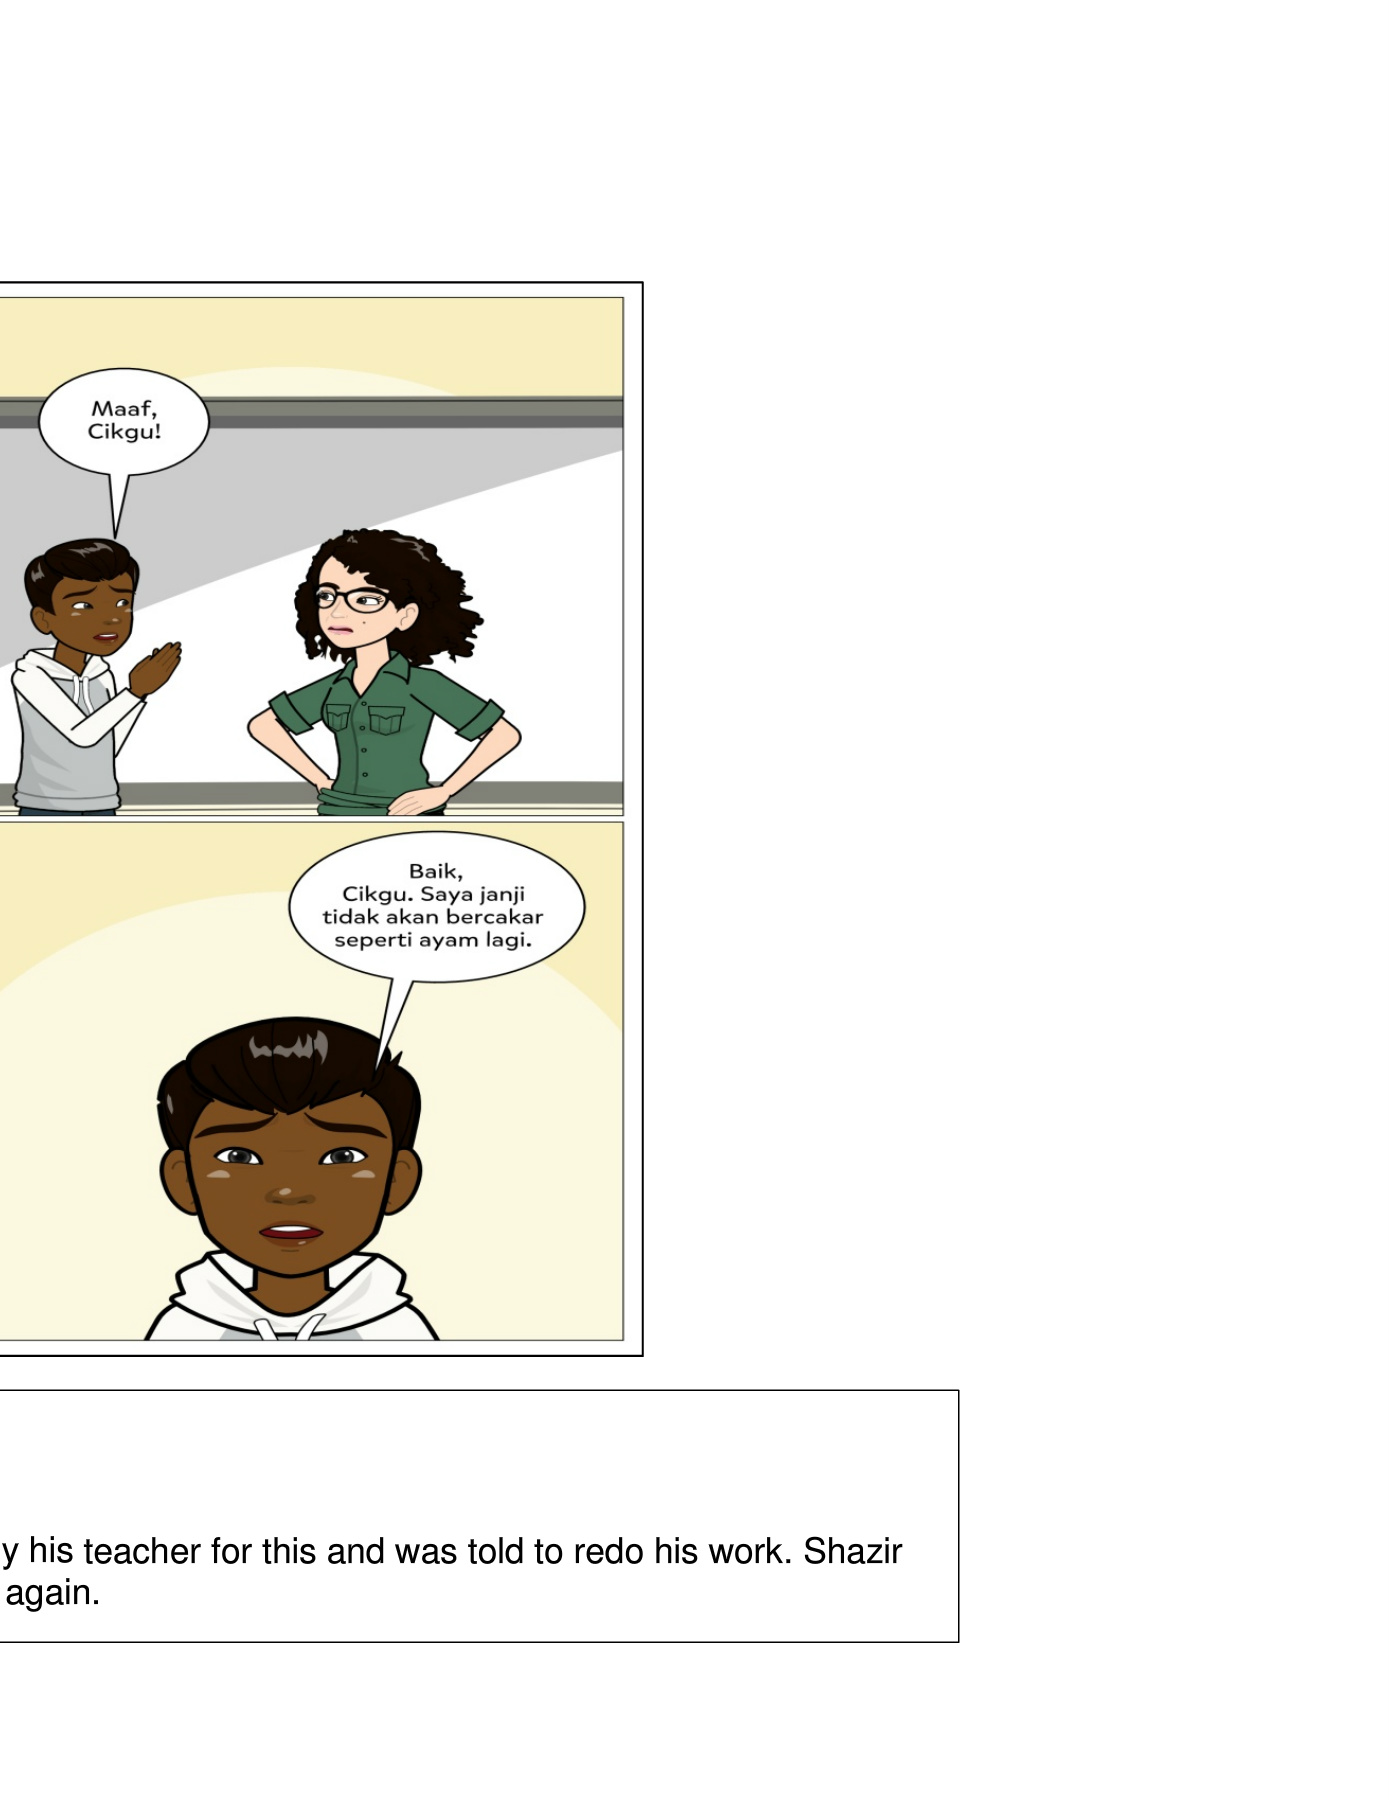 Maaf,
Cikgu!
Baik,
Cikgu. Saya janji
tidak akan bercakar
seperti ayam lagi.
y his teacher for this and was told to redo his work. Shazir
again.